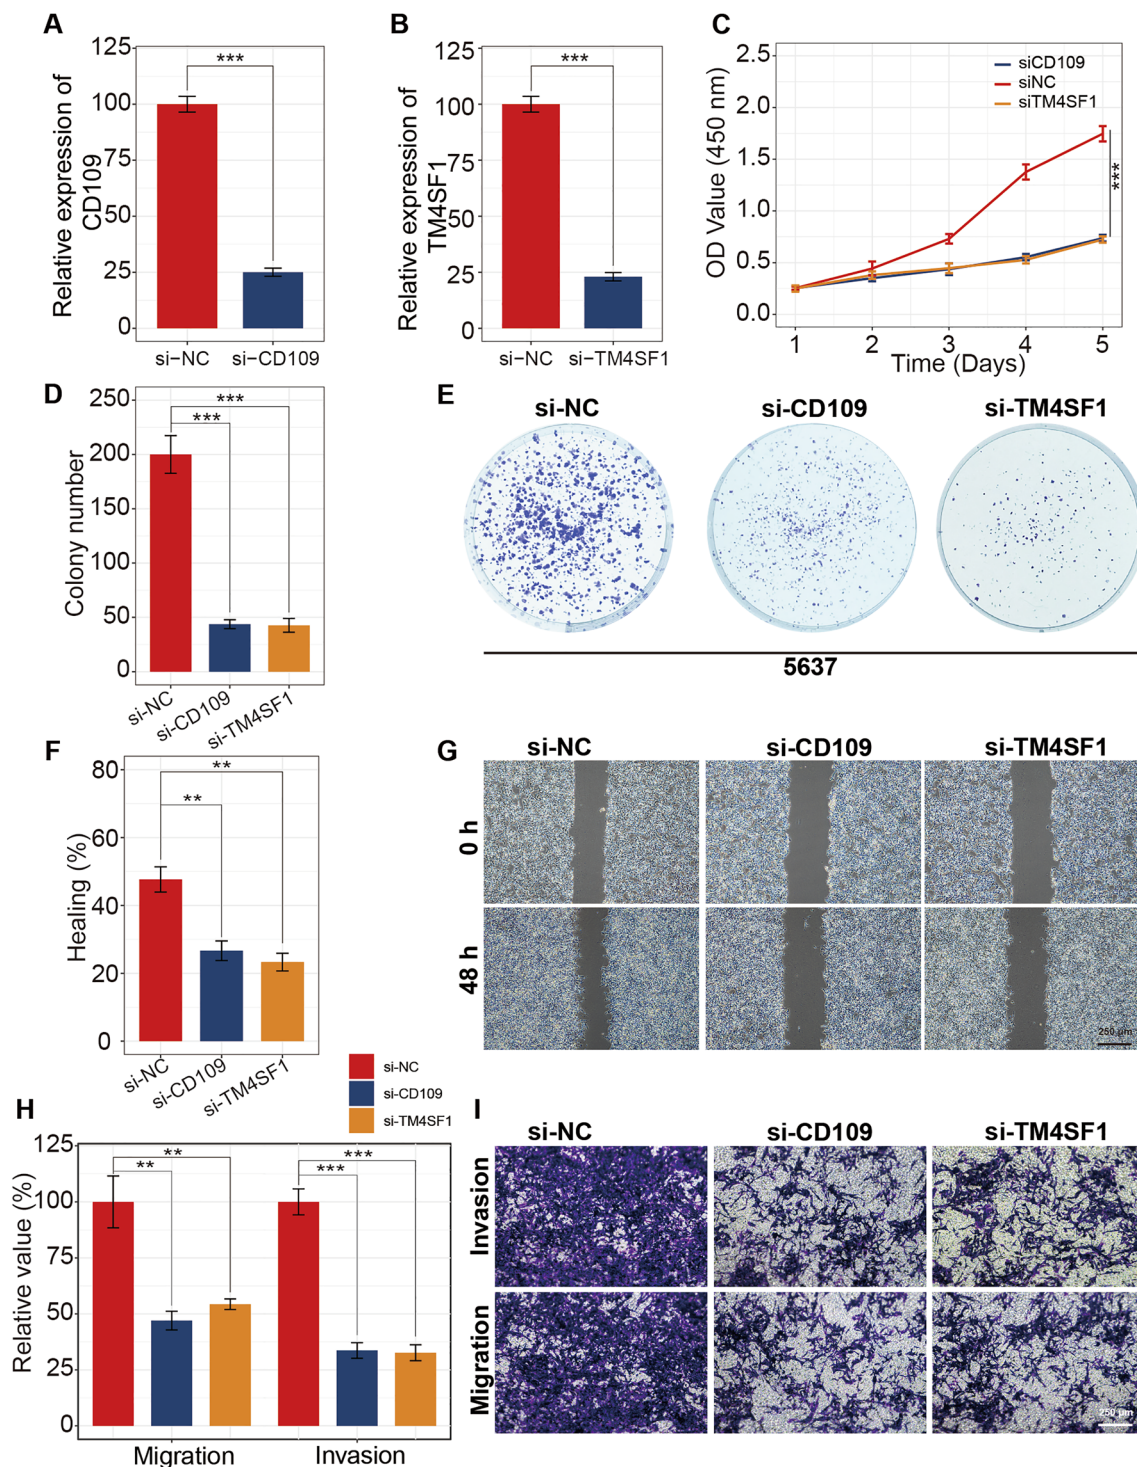 A
Relative expression of
CD109
125
100
75
50
25
0
***
si−NC
si−CD109
B
Relative expression of
TM4SF1
125
100
75
50
25
0
***
si−NC
si−TM4SF1
C
OD Value (450 nm)
2.5
2.0
1.5
1.0
0.5
0.0
siCD109
siNC
siTM4SF1
***
1 2 3 4 5
Time (Days)
D
Colony number
250
200
150
100
50
0
***
***
si-NC
si-CD109
si-TM4SF1
E
si-NC
si-CD109
si-TM4SF1
5637
F
Healing (%)
80
60
40
20
0
**
**
si-NC
si-CD109
si-TM4SF1
G
si-NC
si-CD109
si-TM4SF1
0 h
48 h
250 μm
H
si-NC
si-CD109
si-TM4SF1
Relative value (%)
125
100
75
50
25
0
**
**
***
***
Migration
Invasion
I
si-NC
si-CD109
si-TM4SF1
Invasion
Migration
250 μm